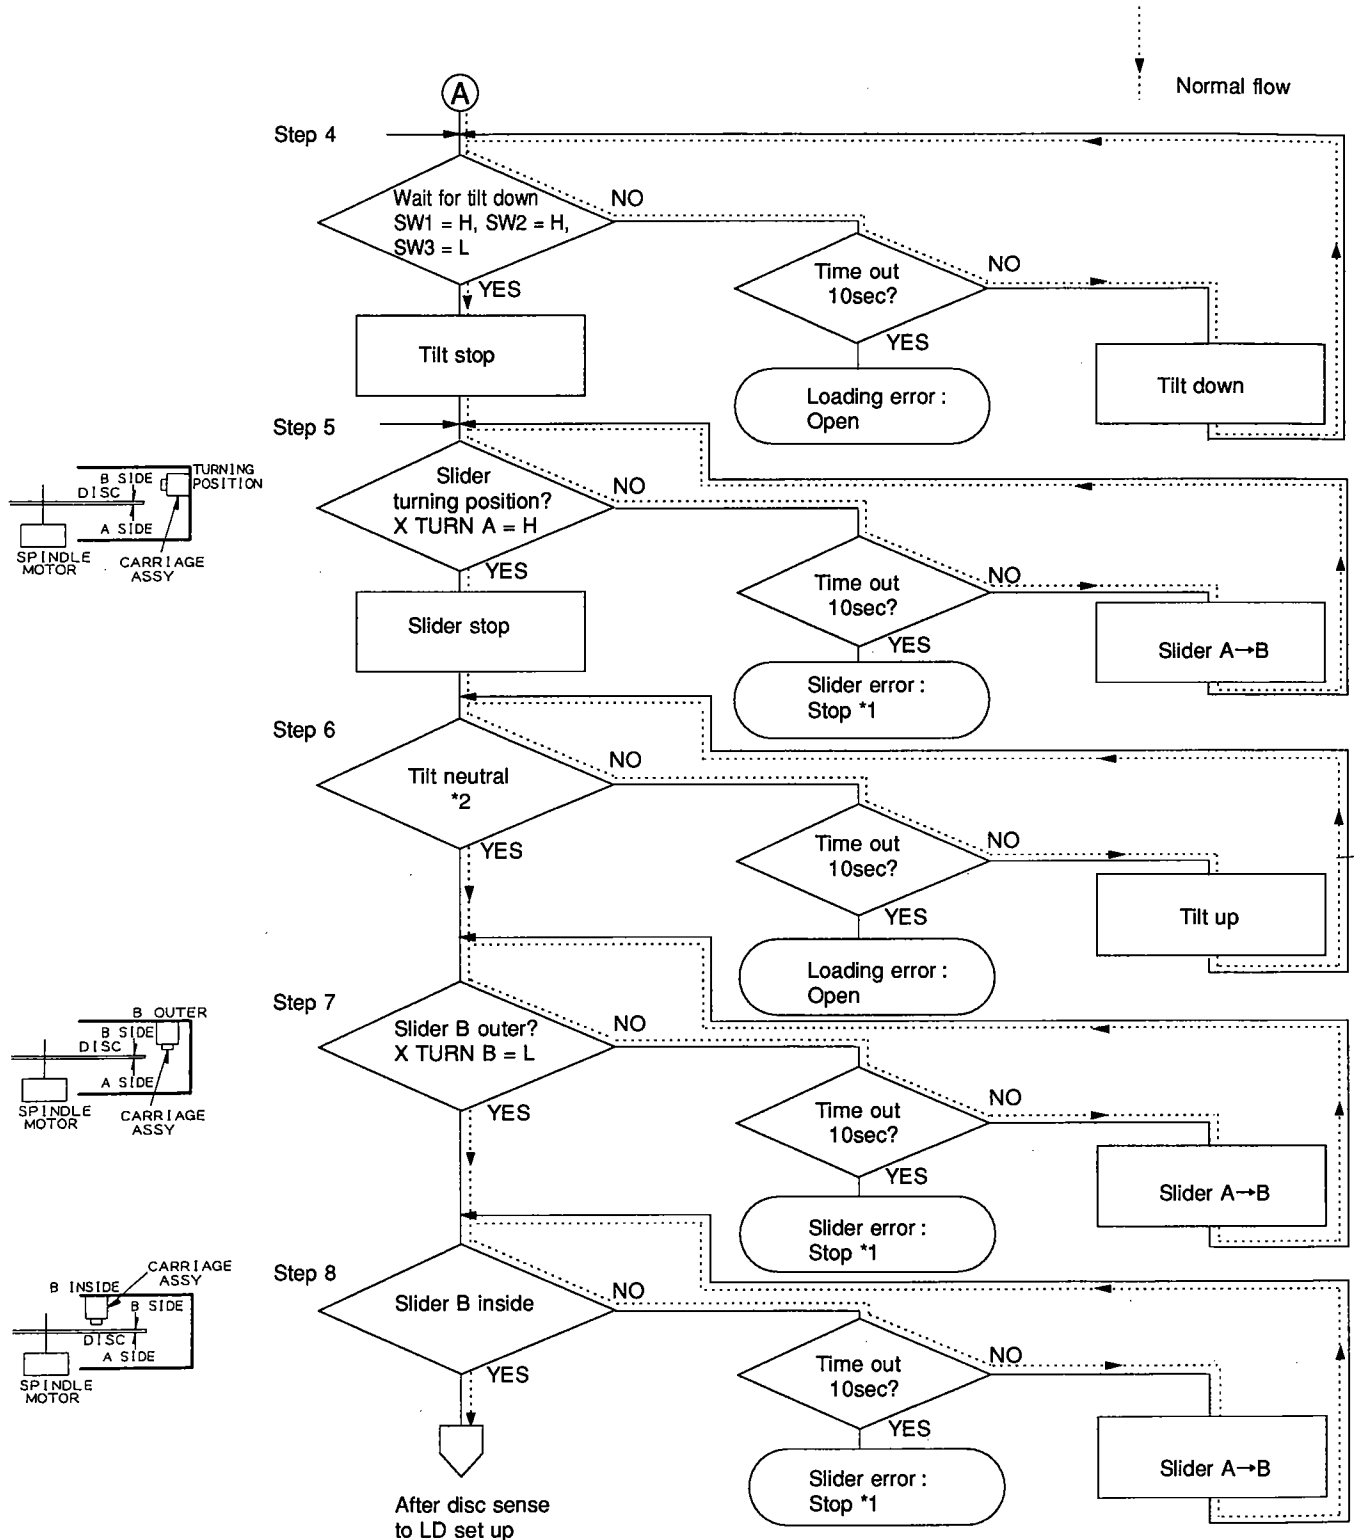 Normal flow
A
Step 4
Wait for tilt down
SW1 = H, SW2 = H,
SW3 = L
NO
Time out
10sec?
NO
YES
YES
Tilt stop
Loading error :
Open
Tilt down
Step 5
Slider
turning position?
X TURN A = H
NO
Time out
10sec?
NO
YES
YES
TURNING
POSITION
B SIDE
DISC
A SIDE
SPINDLE
MOTOR
CARRIAGE
ASSY
Slider stop
Slider error :
Stop *1
Slider A→B
Step 6
Tilt neutral
*2
NO
Time out
10sec?
NO
YES
YES
Loading error :
Open
Tilt up
Step 7
Slider B outer?
X TURN B = L
NO
Time out
10sec?
NO
YES
YES
B OUTER
B SIDE
DISC
A SIDE
SPINDLE
MOTOR
CARRIAGE
ASSY
Slider error :
Stop *1
Slider A→B
Step 8
Slider B inside
NO
Time out
10sec?
NO
YES
YES
CARRIAGE
ASSY
B INSIDE
B SIDE
DISC
A SIDE
SPINDLE
MOTOR
Slider error :
Stop *1
Slider A→B
After disc sense
to LD set up